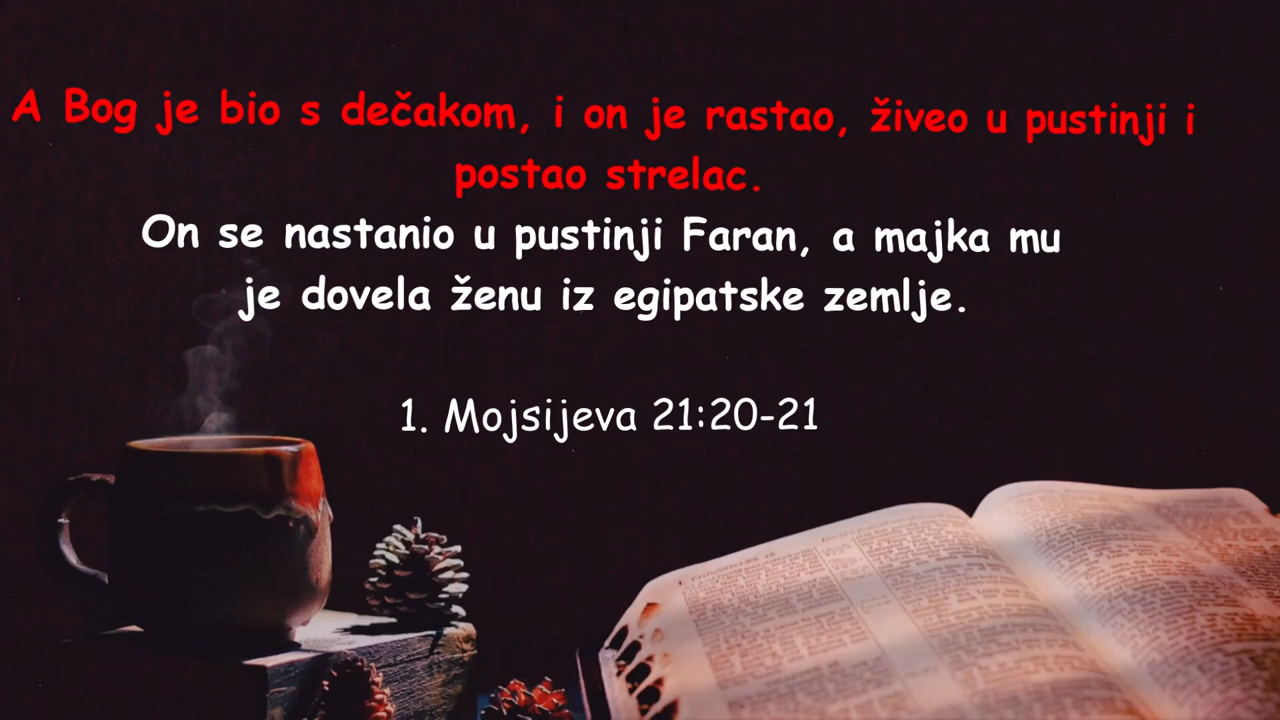 A Bog je bio s dečakom, i on je rastao, živeo u pustinji i
postao strelac.
On se nastanio u pustinji Faran, a majka mu
je dovela ženu iz egipatske zemlje.
1. Mojsijeva 21:20-21